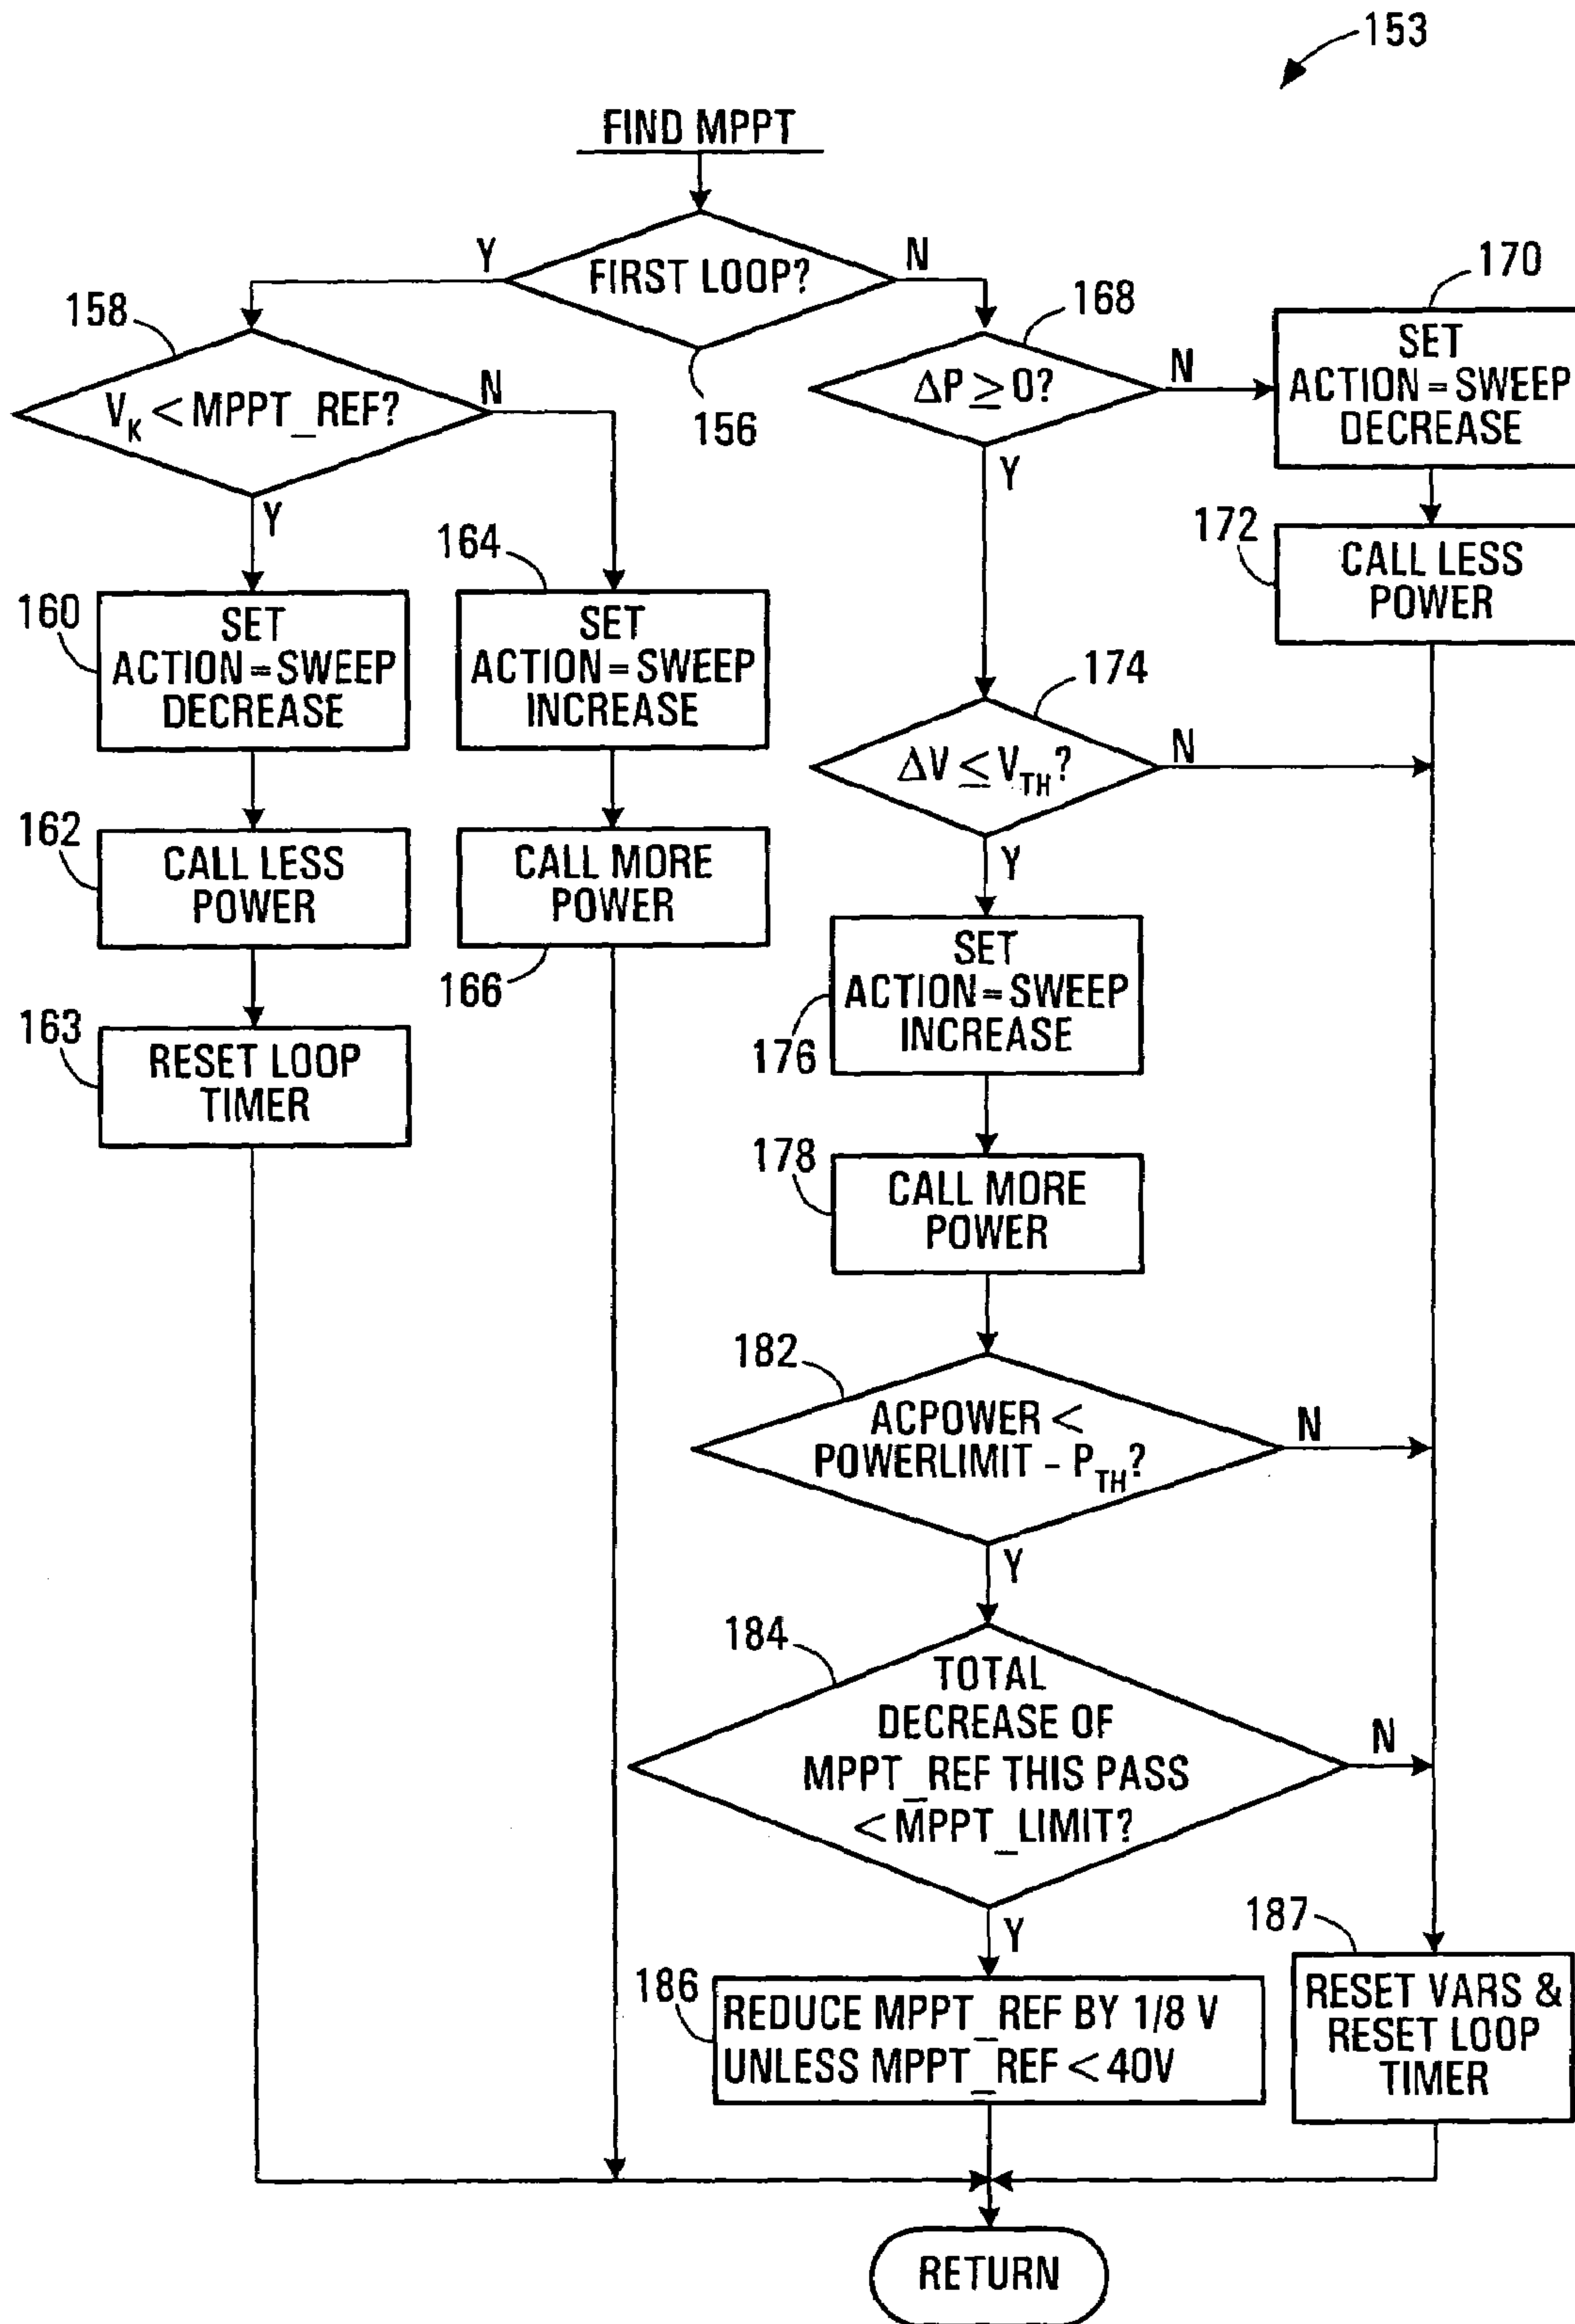 153
FIND MPPT
FIRST LOOP?
Y
N
156
158
V_K < MPPT_REF?
N
Y
168
ΔP ≥ 0?
N
Y
170
SET
ACTION = SWEEP
DECREASE
172
CALL LESS
POWER
160
SET
ACTION = SWEEP
DECREASE
164
SET
ACTION = SWEEP
INCREASE
174
ΔV ≤ V_TH?
N
Y
162
CALL LESS
POWER
CALL MORE
POWER
166
163
RESET LOOP
TIMER
SET
ACTION = SWEEP
INCREASE
176
178
CALL MORE
POWER
182
ACPOWER <
POWERLIMIT - P_TH?
N
Y
184
TOTAL
DECREASE OF
MPPT_REF THIS PASS
< MPPT_LIMIT?
N
Y
186
REDUCE MPPT_REF BY 1/8 V
UNLESS MPPT_REF < 40V
187
RESET VARS &
RESET LOOP
TIMER
RETURN